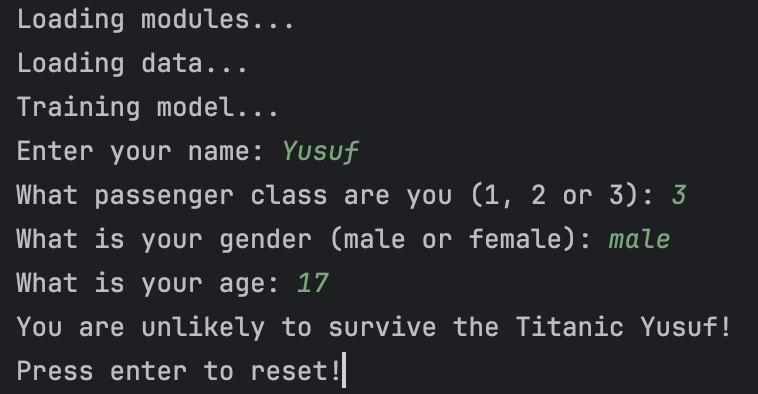 Loading modules...
Loading data...
Training model...
Enter your name: Yusuf
What passenger class are you (1, 2 or 3): 3
What is your gender (male or female): male
What is your age: 17
You are unlikely to survive the Titanic Yusuf!
Press enter to reset!